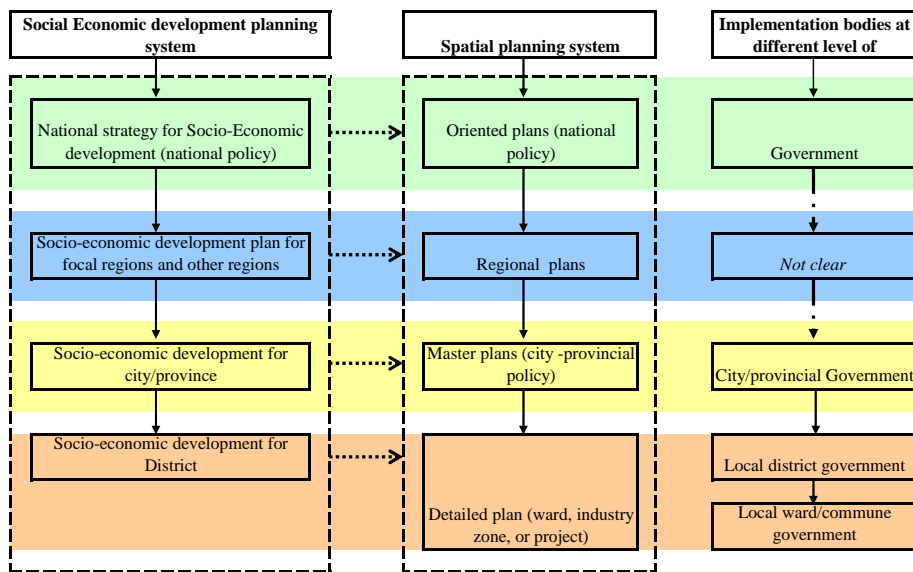 Social Economic development planning
system
Spatial planning system
Implementation bodies at
different level of
National strategy for Socio-Economic
development (national policy)
Oriented plans (national
policy)
Government
Socio-economic development plan for
focal regions and other regions
Regional plans
Not clear
Socio-economic development for
city/province
Master plans (city -provincial
policy)
City/provincial Government
Socio-economic development for
District
Detailed plan (ward, industry
zone, or project)
Local district government
Local ward/commune
government